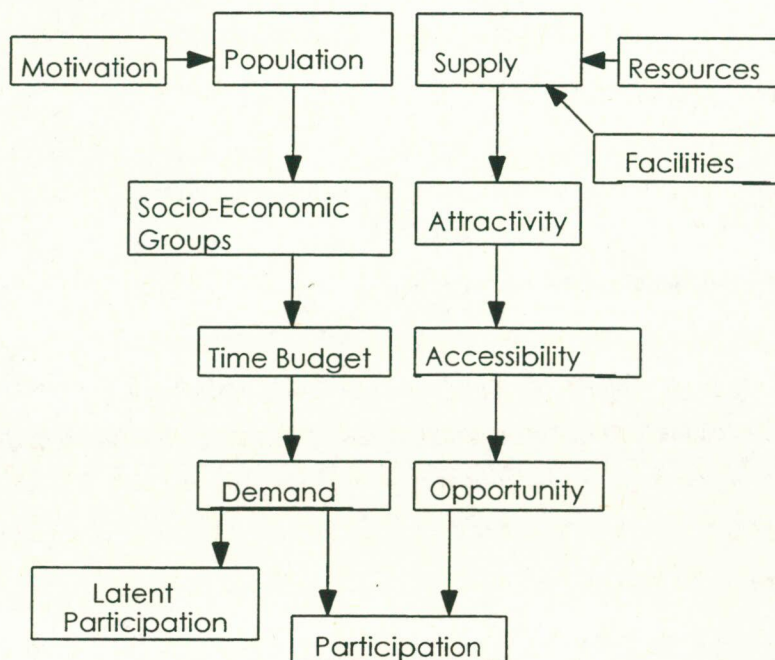 Motivation
Population
Supply
Resources
Facilities
Socio-Economic
Groups
Attractivity
Time Budget
Accessibility
Demand
Opportunity
Latent
Participation
Participation